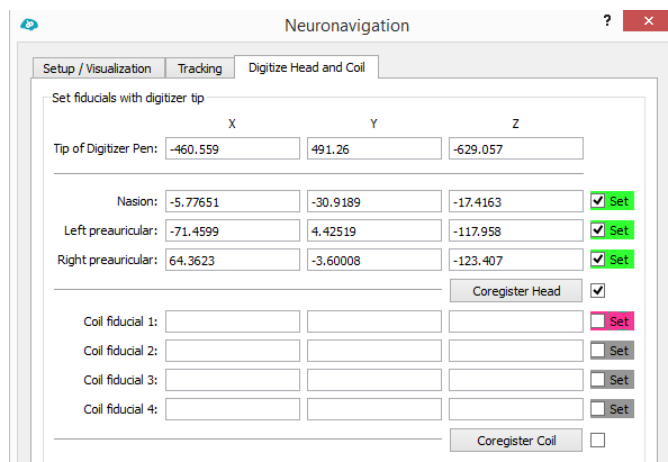 Neuronavigation
?
×
Setup / Visualization Tracking Digitize Head and Coil
Set fiducials with digitizer tip
X Y Z
Tip of Digitizer Pen: -460.559 491.26 -629.057
Nasion: -5.77651 -30.9189 -17.4163 Set
Left preauricular: -71.4599 4.42519 -117.958 Set
Right preauricular: 64.3623 -3.60008 -123.407 Set
Coregister Head
Coil fiducial 1: Set
Coil fiducial 2: Set
Coil fiducial 3: Set
Coil fiducial 4: Set
Coregister Coil